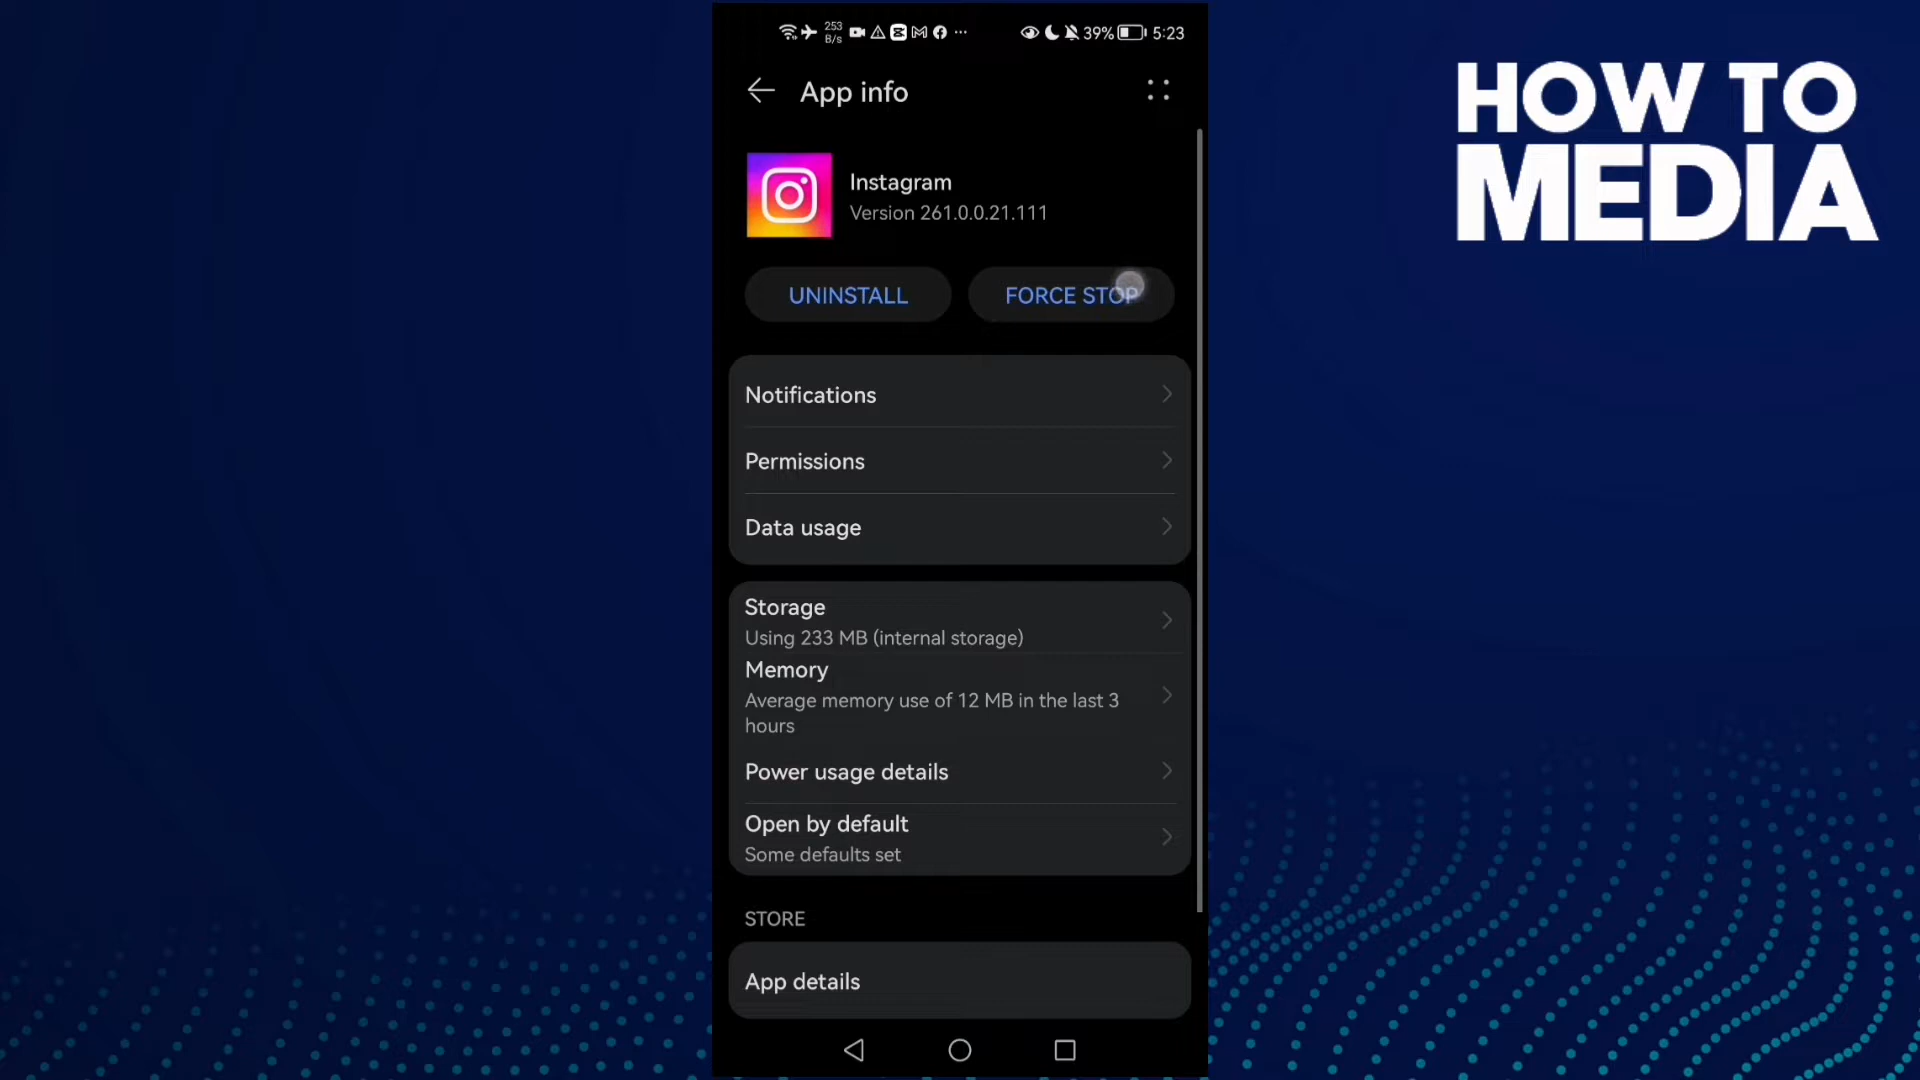 253
B/s
39%
5:23
App info
HOW TO
MEDIA
Instagram
Version 261.0.0.21.111
UNINSTALL
FORCE STOP
Notifications
Permissions
Data usage
Storage
Using 233 MB (internal storage)
Memory
Average memory use of 12 MB in the last 3
hours
Power usage details
Open by default
Some defaults set
STORE
App details